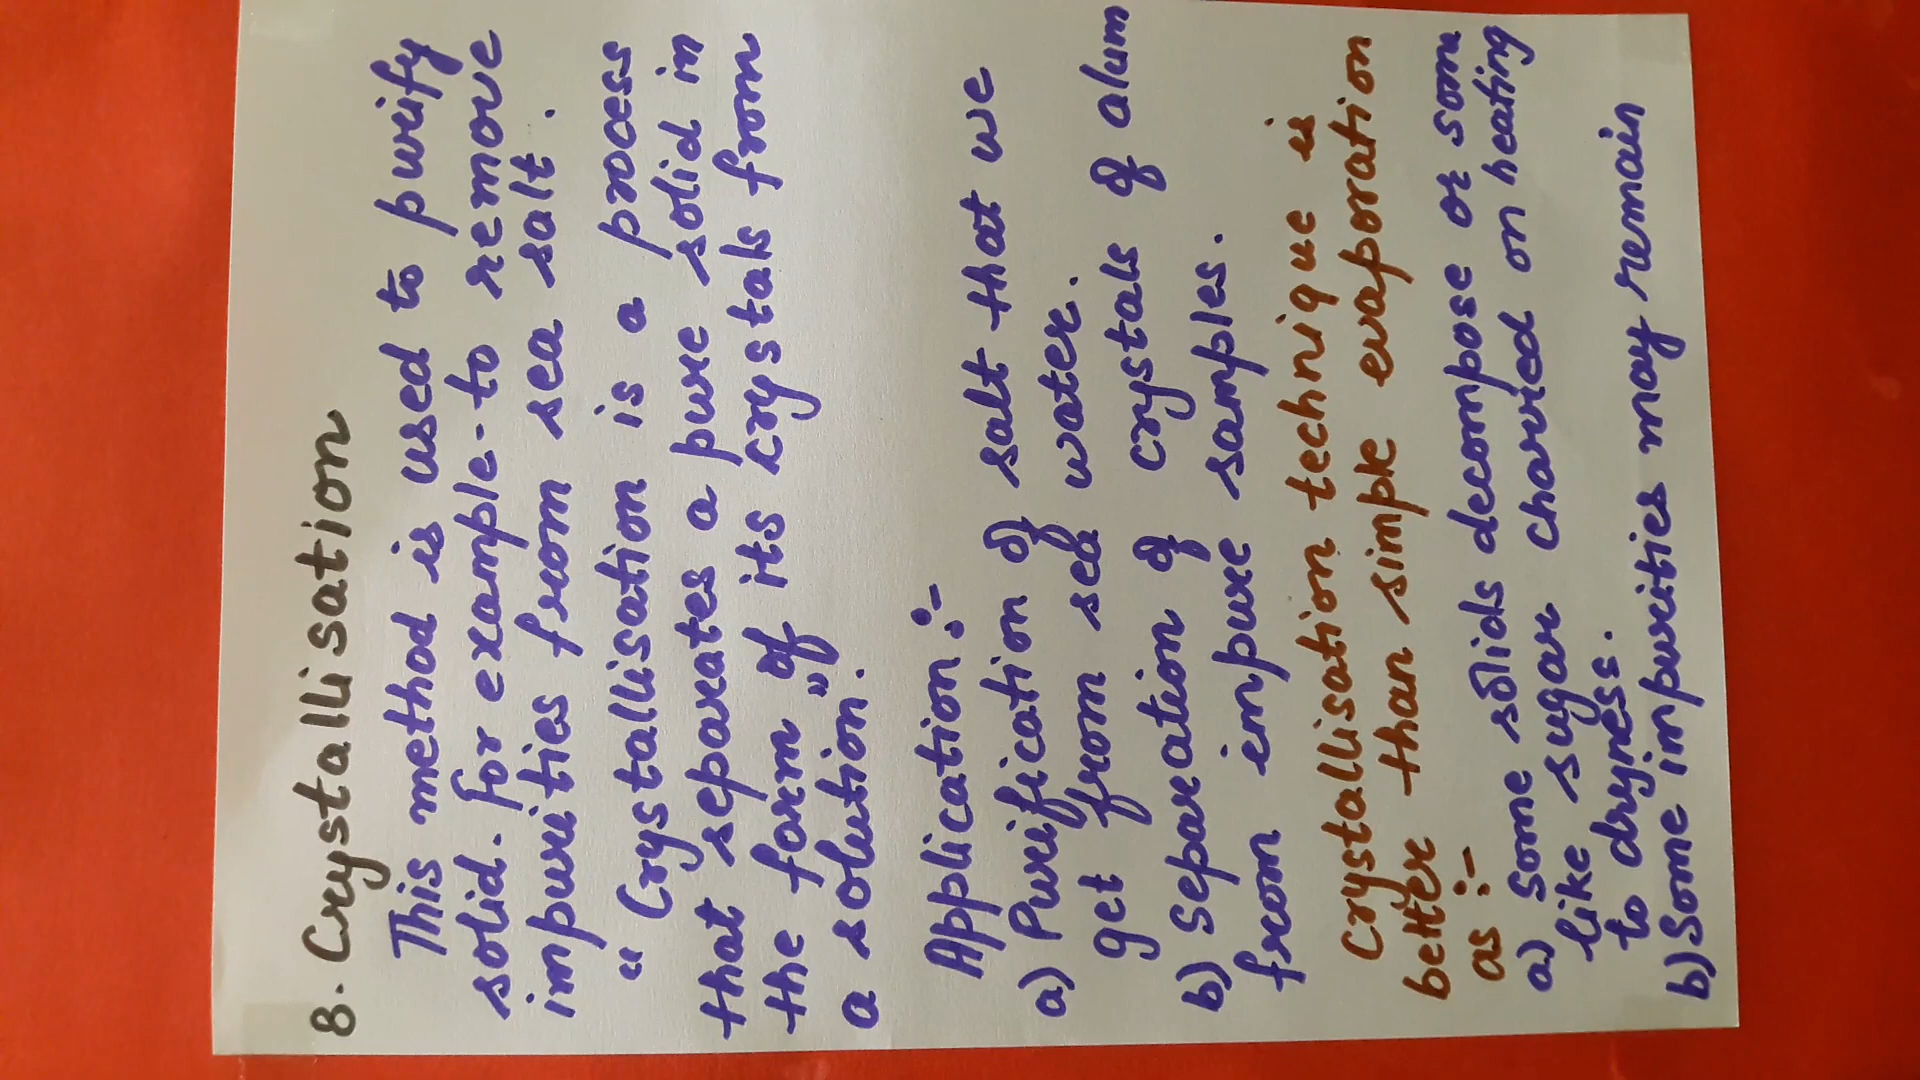 8. Crystallisation
This method is used to purify
solid. For example-to remove
impurities from sea salt.
" Crystallisation is a process
that separates a pure solid in
the form of its crystals from
a solution."
Application :-
a) Purification of salt that we
get from sea water.
b) Separation of crystals of alum
from impure samples.
Crystallisation technique is
better than simple evaporation
as :-
a) Some solids decompose or som
like sugar charred on heating
to dryness.
b) Some impurities may remain